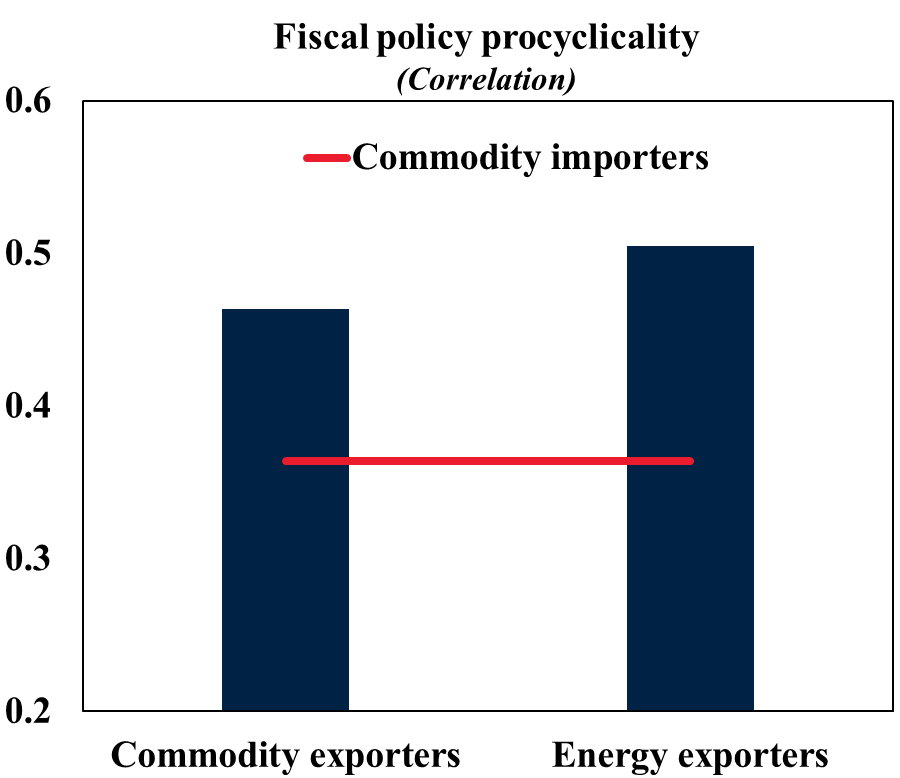 Fiscal policy procyclicality
(Correlation)
0.6
Commodity importers
0.5
0.4
0.3
0.2
Commodity exporters
Energy exporters